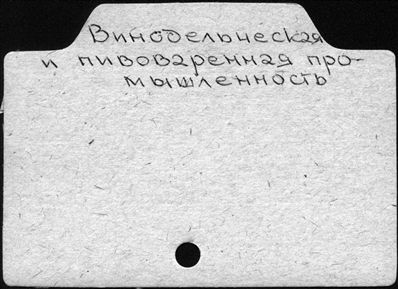 Винодельческая
и пивоваренная про-
мышленность